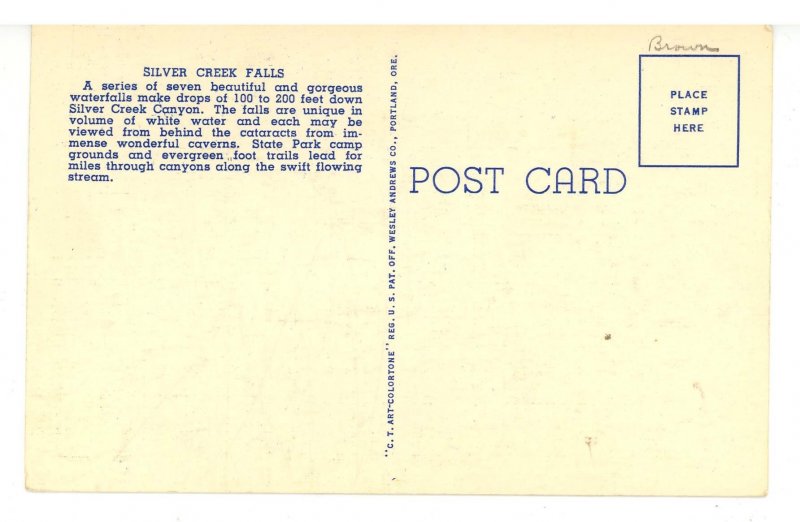 SILVER CREEK FALLS
A series of seven beautiful and gorgeous
waterfalls make drops of 100 to 200 feet down
Silver Creek Canyon. The falls are unique in
volume of white water and each may be
viewed from behind the cataracts from im-
mense wonderful caverns. State Park camp
grounds and evergreen foot trails lead for
miles through canyons along the swift flowing
stream.
"C. T. ART-COLORTONE" REG. U. S. PAT. OFF. WESLEY ANDREWS CO., PORTLAND, ORE.
POST CARD
Brown
PLACE
STAMP
HERE